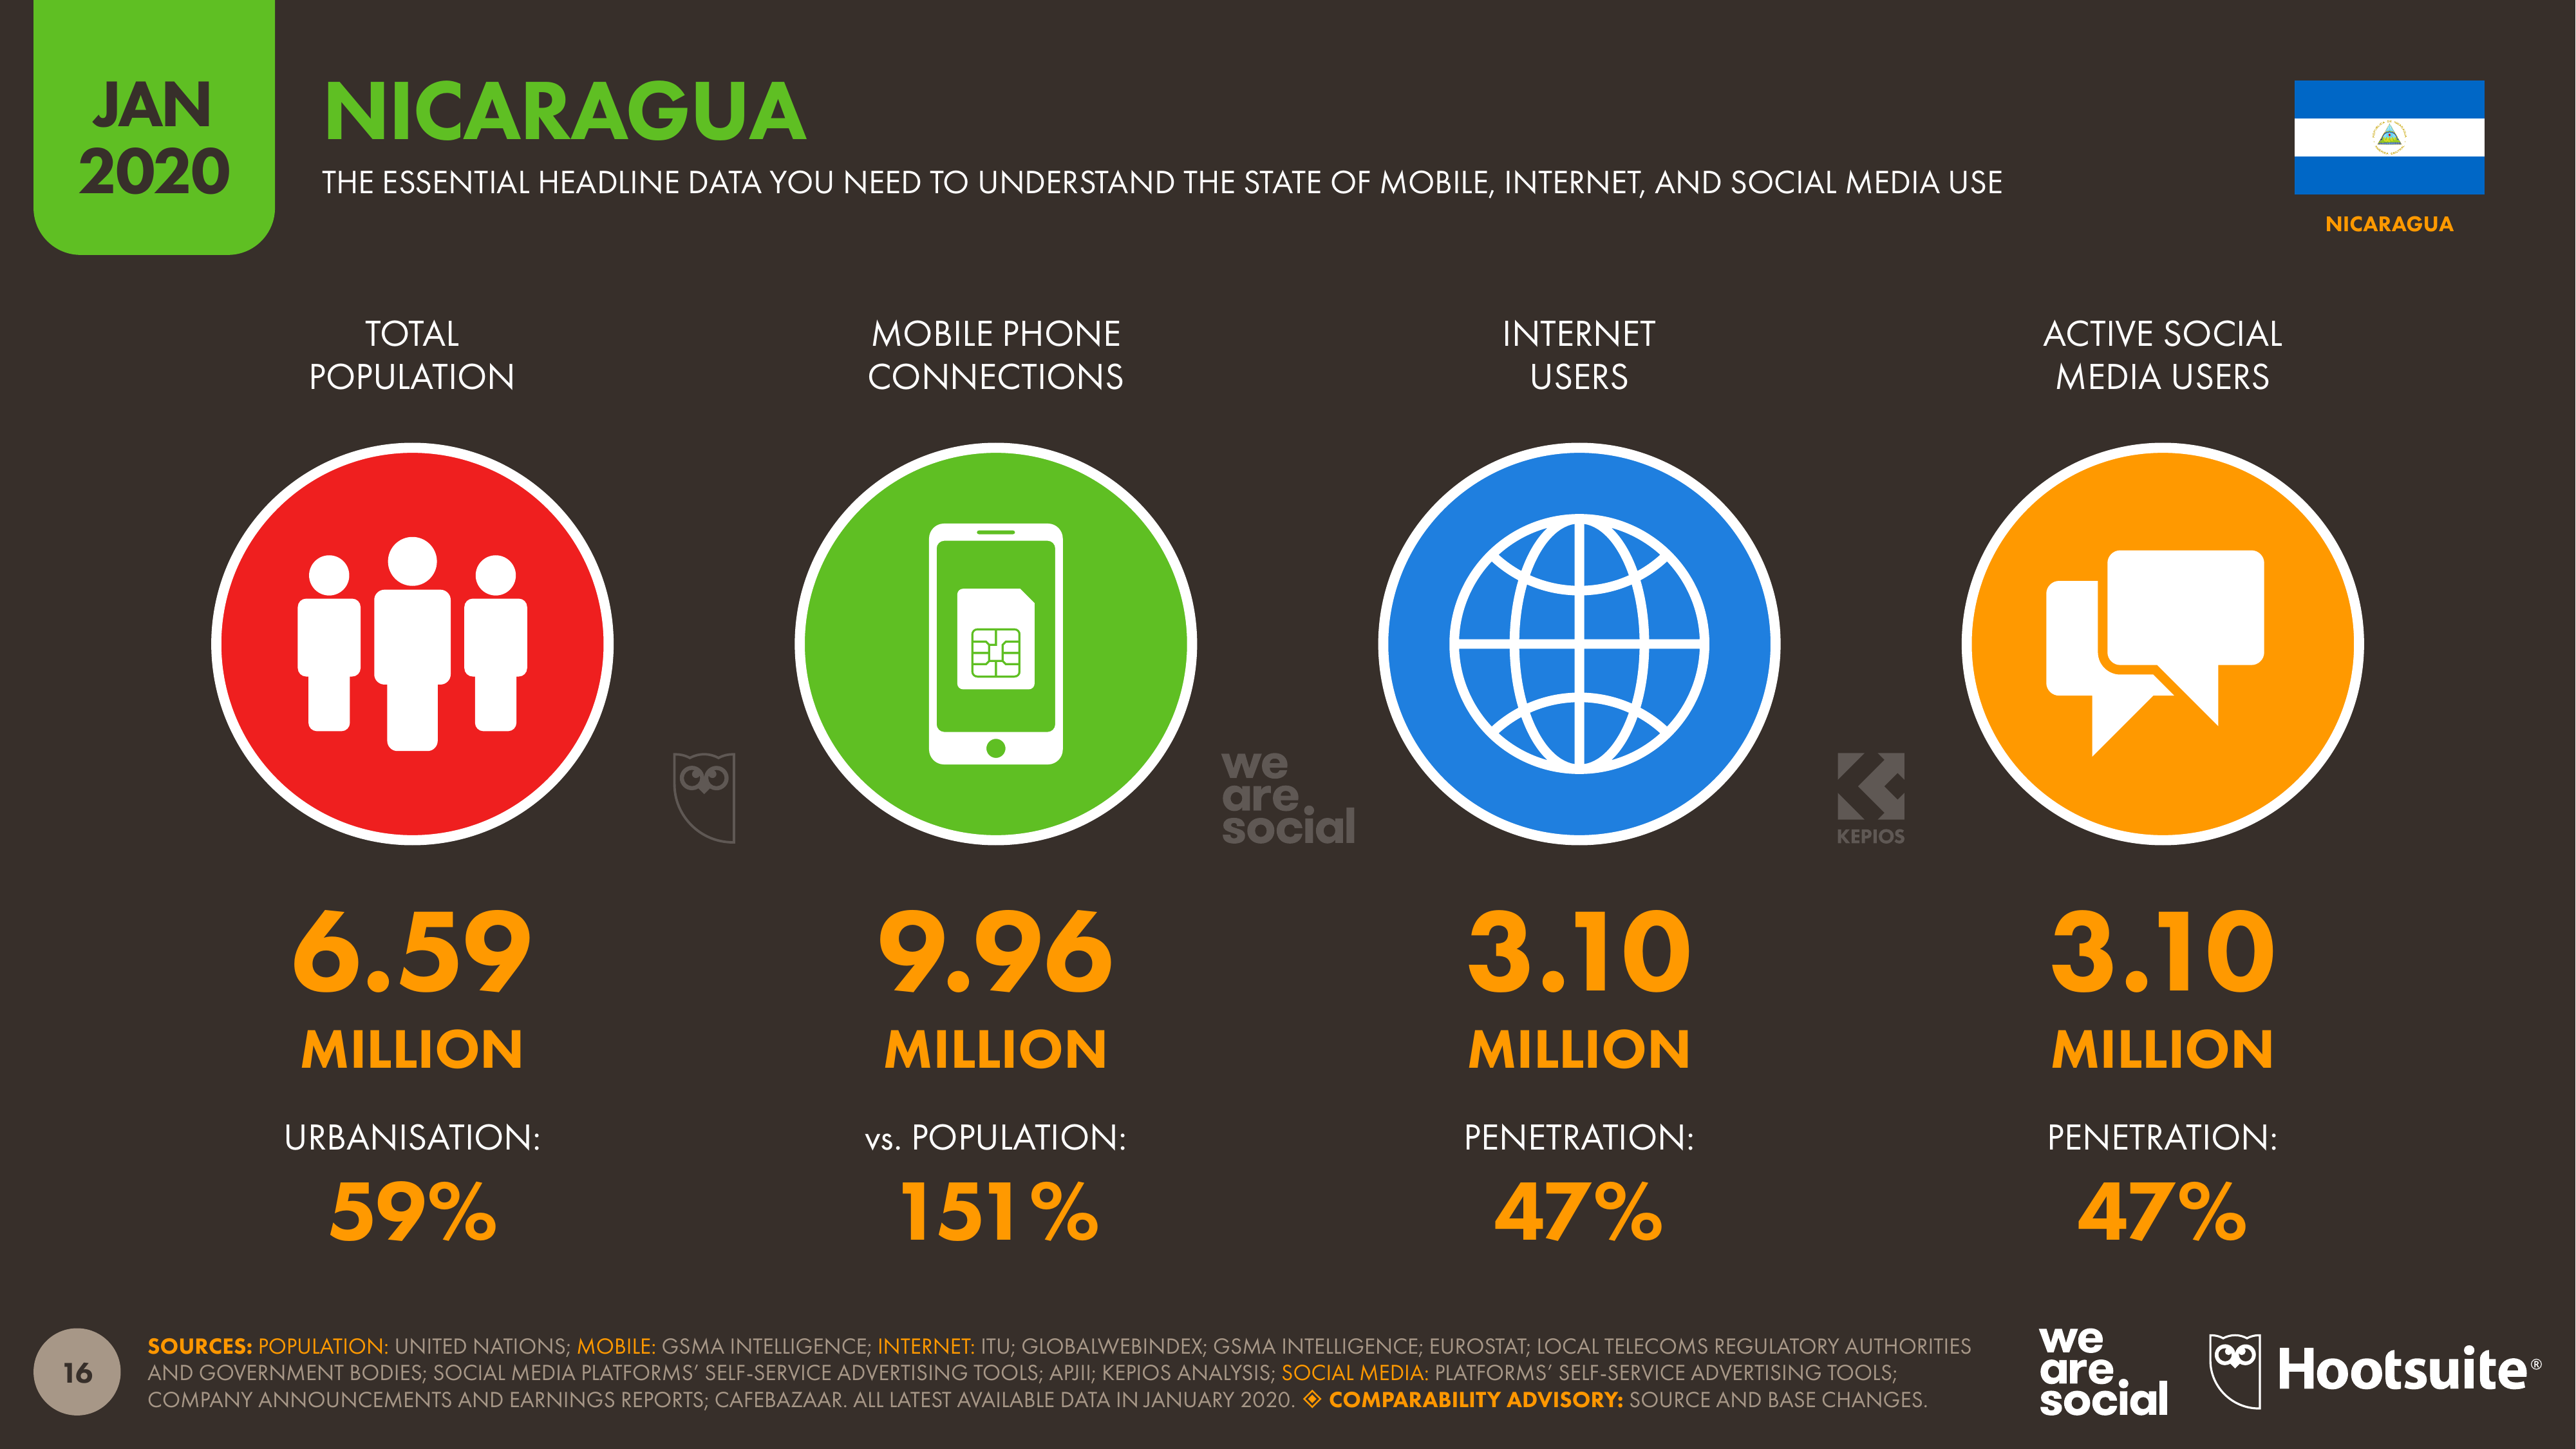 JAN
2020
NICARAGUA
THE ESSENTIAL HEADLINE DATA YOU NEED TO UNDERSTAND THE STATE OF MOBILE, INTERNET, AND SOCIAL MEDIA USE
NICARAGUA
TOTAL
POPULATION
MOBILE PHONE
CONNECTIONS
INTERNET
USERS
ACTIVE SOCIAL
MEDIA USERS
we
are
social
KEPIOS
6.59
MILLION
URBANISATION:
59%
9.96
MILLION
vs. POPULATION:
151%
3.10
MILLION
PENETRATION:
47%
3.10
MILLION
PENETRATION:
47%
16
SOURCES: POPULATION: UNITED NATIONS; MOBILE: GSMA INTELLIGENCE; INTERNET: ITU; GLOBALWEBINDEX; GSMA INTELLIGENCE; EUROSTAT; LOCAL TELECOMS REGULATORY AUTHORITIES
AND GOVERNMENT BODIES; SOCIAL MEDIA PLATFORMS’ SELF-SERVICE ADVERTISING TOOLS; APJII; KEPIOS ANALYSIS; SOCIAL MEDIA: PLATFORMS’ SELF-SERVICE ADVERTISING TOOLS;
COMPANY ANNOUNCEMENTS AND EARNINGS REPORTS; CAFEBAZAAR. ALL LATEST AVAILABLE DATA IN JANUARY 2020. ◈ COMPARABILITY ADVISORY: SOURCE AND BASE CHANGES.
we
are
social
Hootsuite®